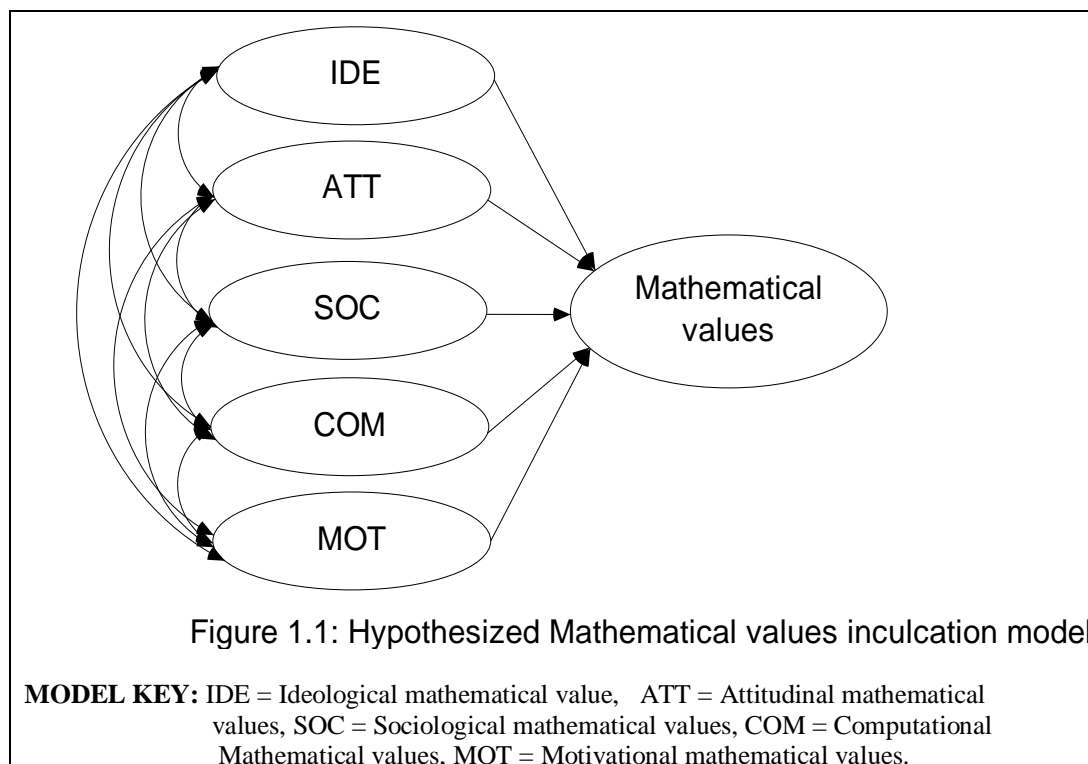 IDE
ATT
SOC
COM
MOT
Mathematical
values
Figure 1.1: Hypothesized Mathematical values inculcation model
MODEL KEY: IDE = Ideological mathematical value, ATT = Attitudinal mathematical
values, SOC = Sociological mathematical values, COM = Computational
Mathematical values, MOT = Motivational mathematical values.